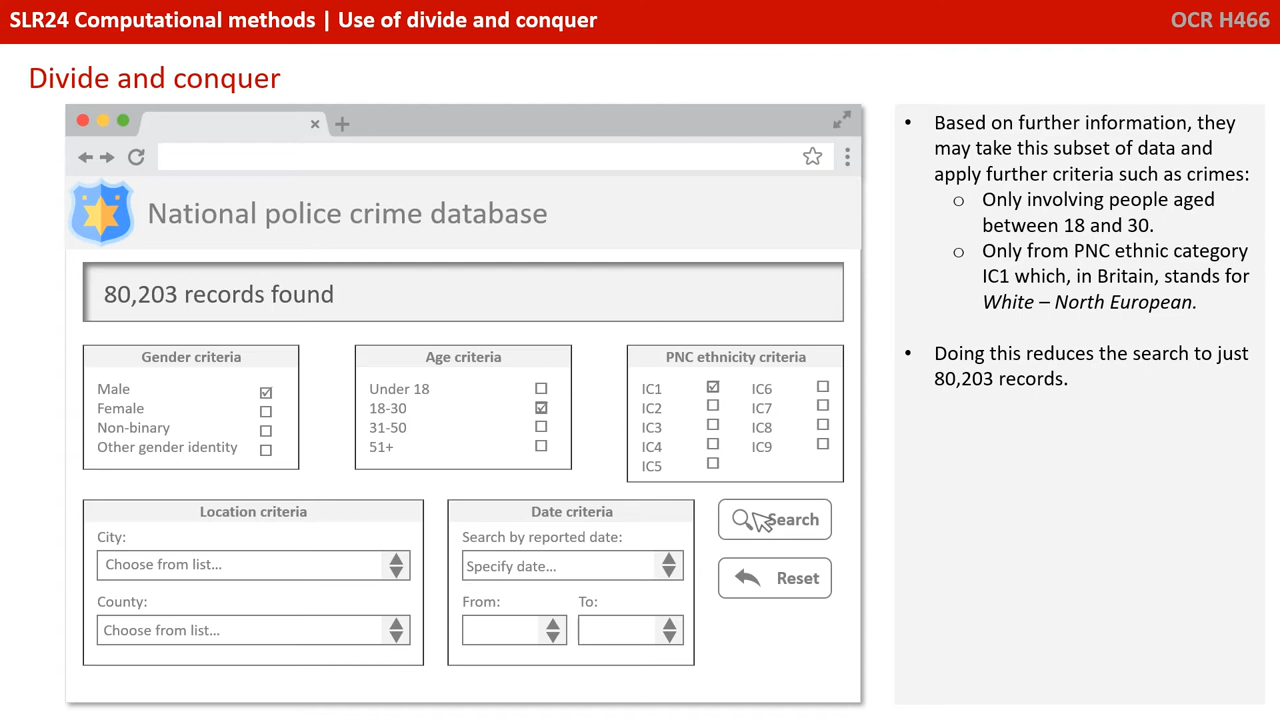 SLR24 Computational methods | Use of divide and conquer
OCR H466
Divide and conquer
National police crime database
80,203 records found
Gender criteria
Male
Female
Non-binary
Other gender identity
Age criteria
Under 18
18-30
31-50
51+
PNC ethnicity criteria
IC1 IC6
IC2 IC7
IC3 IC8
IC4 IC9
IC5
Location criteria
City:
Choose from list...
County:
Choose from list...
Date criteria
Search by reported date:
Specify date...
From: To:
Search
Reset
• Based on further information, they
may take this subset of data and
apply further criteria such as crimes:
o Only involving people aged
between 18 and 30.
o Only from PNC ethnic category
IC1 which, in Britain, stands for
White – North European.
• Doing this reduces the search to just
80,203 records.